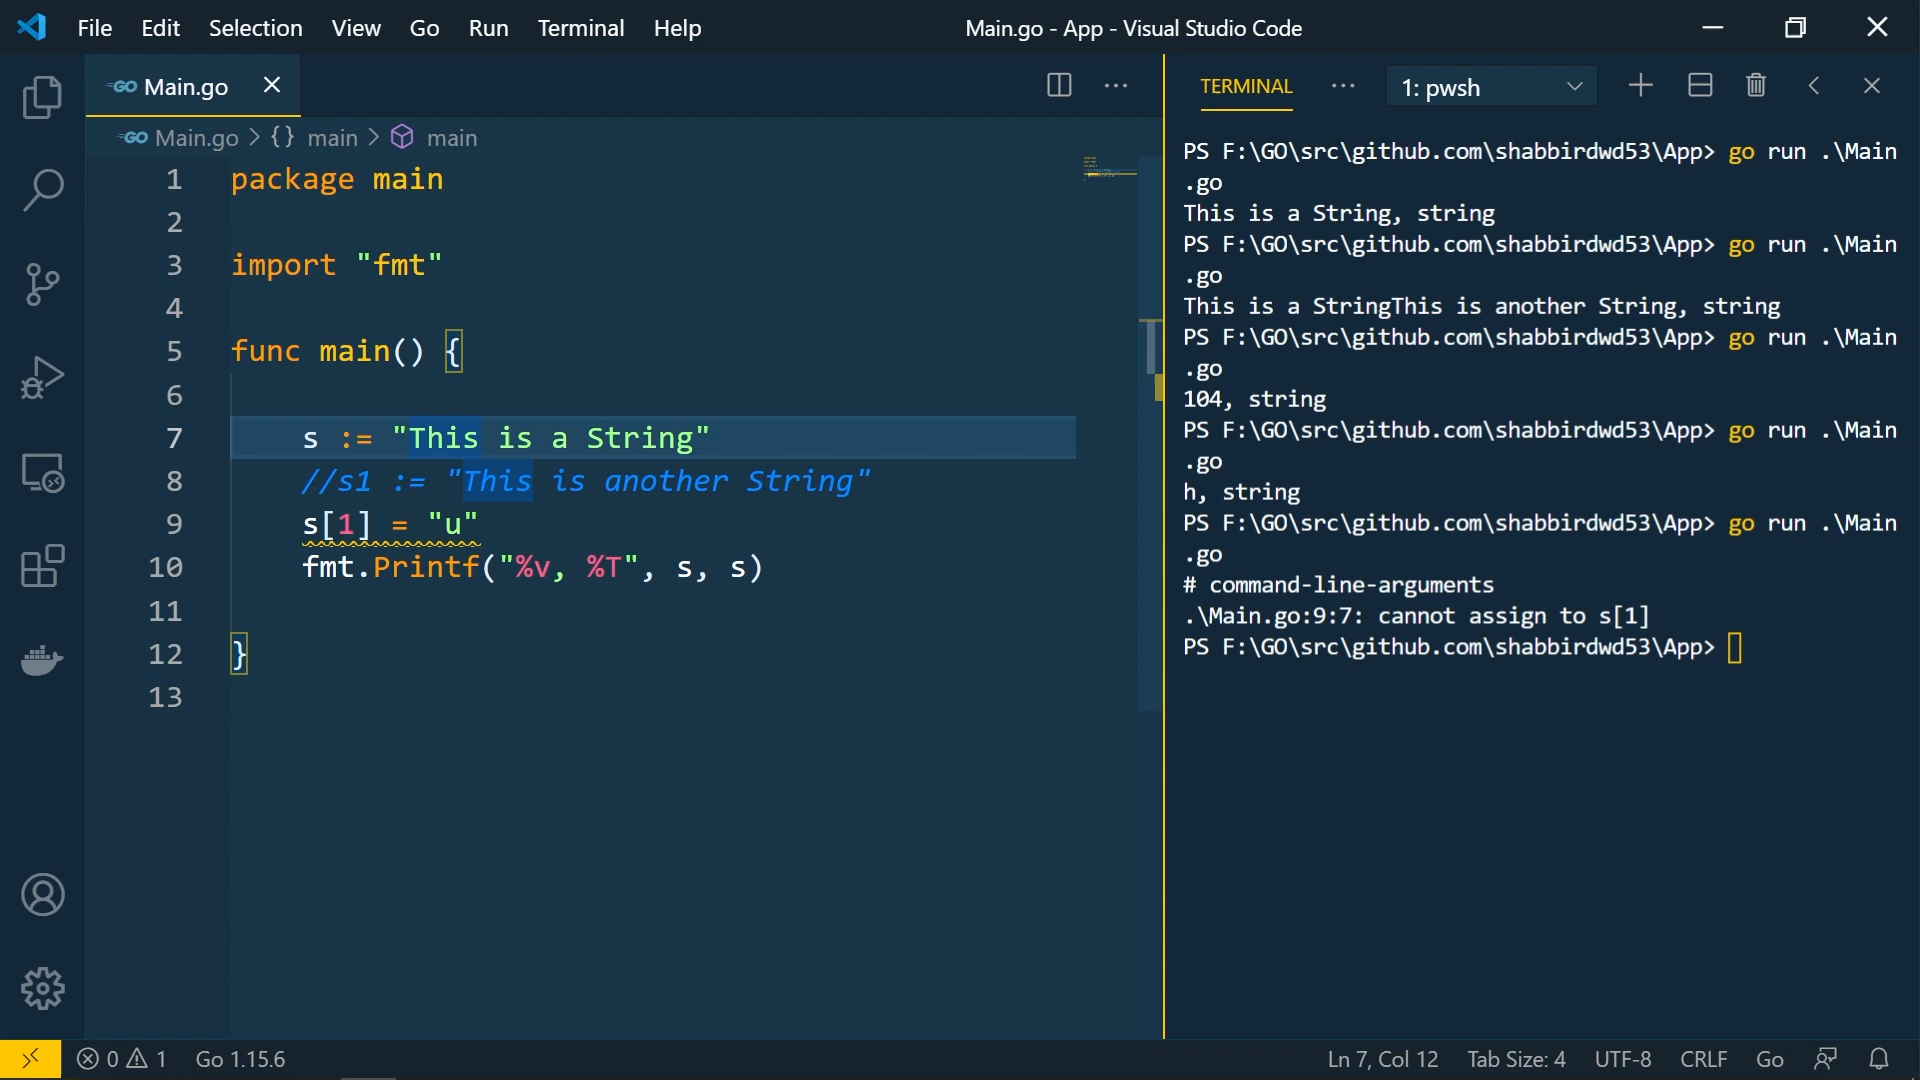 File Edit Selection View Go Run Terminal Help
Main.go - App - Visual Studio Code
GO Main.go
GO Main.go > {} main > main
1 package main
2
3 import "fmt"
4
5 func main() {
6
7 s := "This is a String"
8 //s1 := "This is another String"
9 s[1] = "u"
10 fmt.Printf("%v, %T", s, s)
11
12 }
13
TERMINAL ··· 1: pwsh
PS F:\GO\src\github.com\shabbirdwd53\App> go run .\Main
.go
This is a String, string
PS F:\GO\src\github.com\shabbirdwd53\App> go run .\Main
.go
This is a StringThis is another String, string
PS F:\GO\src\github.com\shabbirdwd53\App> go run .\Main
.go
104, string
PS F:\GO\src\github.com\shabbirdwd53\App> go run .\Main
.go
h, string
PS F:\GO\src\github.com\shabbirdwd53\App> go run .\Main
.go
# command-line-arguments
.\Main.go:9:7: cannot assign to s[1]
PS F:\GO\src\github.com\shabbirdwd53\App>
0 1 Go 1.15.6
Ln 7, Col 12 Tab Size: 4 UTF-8 CRLF Go